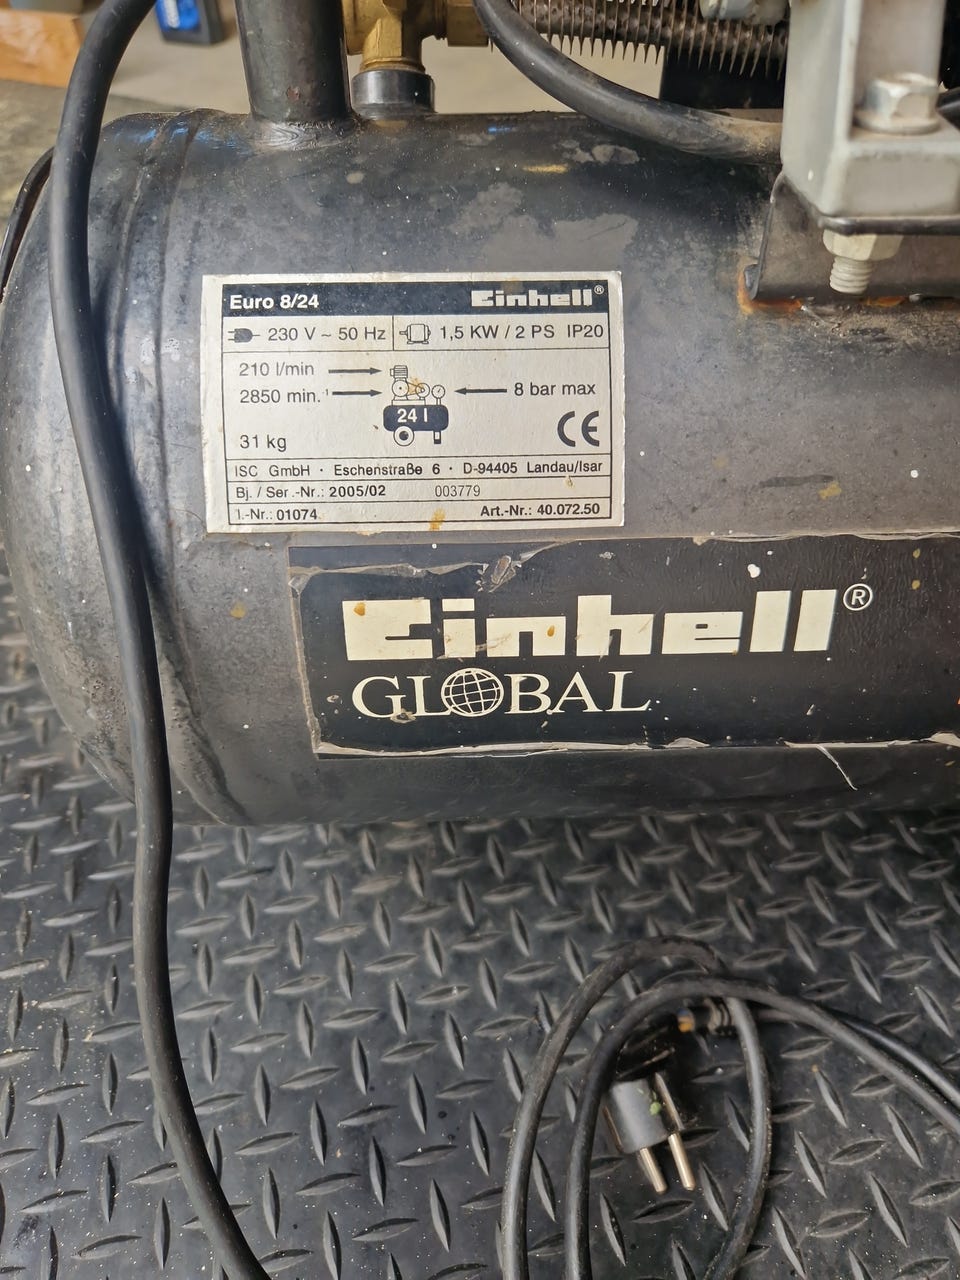 Euro 8/24 Einhell®
230 V ~ 50 Hz 1,5 KW / 2 PS IP20
210 l/min
2850 min.⁻¹ 8 bar max
24 l
31 kg CE
ISC GmbH · Eschenstraße 6 · D-94405 Landau/Isar
Bj. / Ser.-Nr.: 2005/02 003779
I.-Nr.: 01074 Art.-Nr.: 40.072.50
Einhell®
GLOBAL